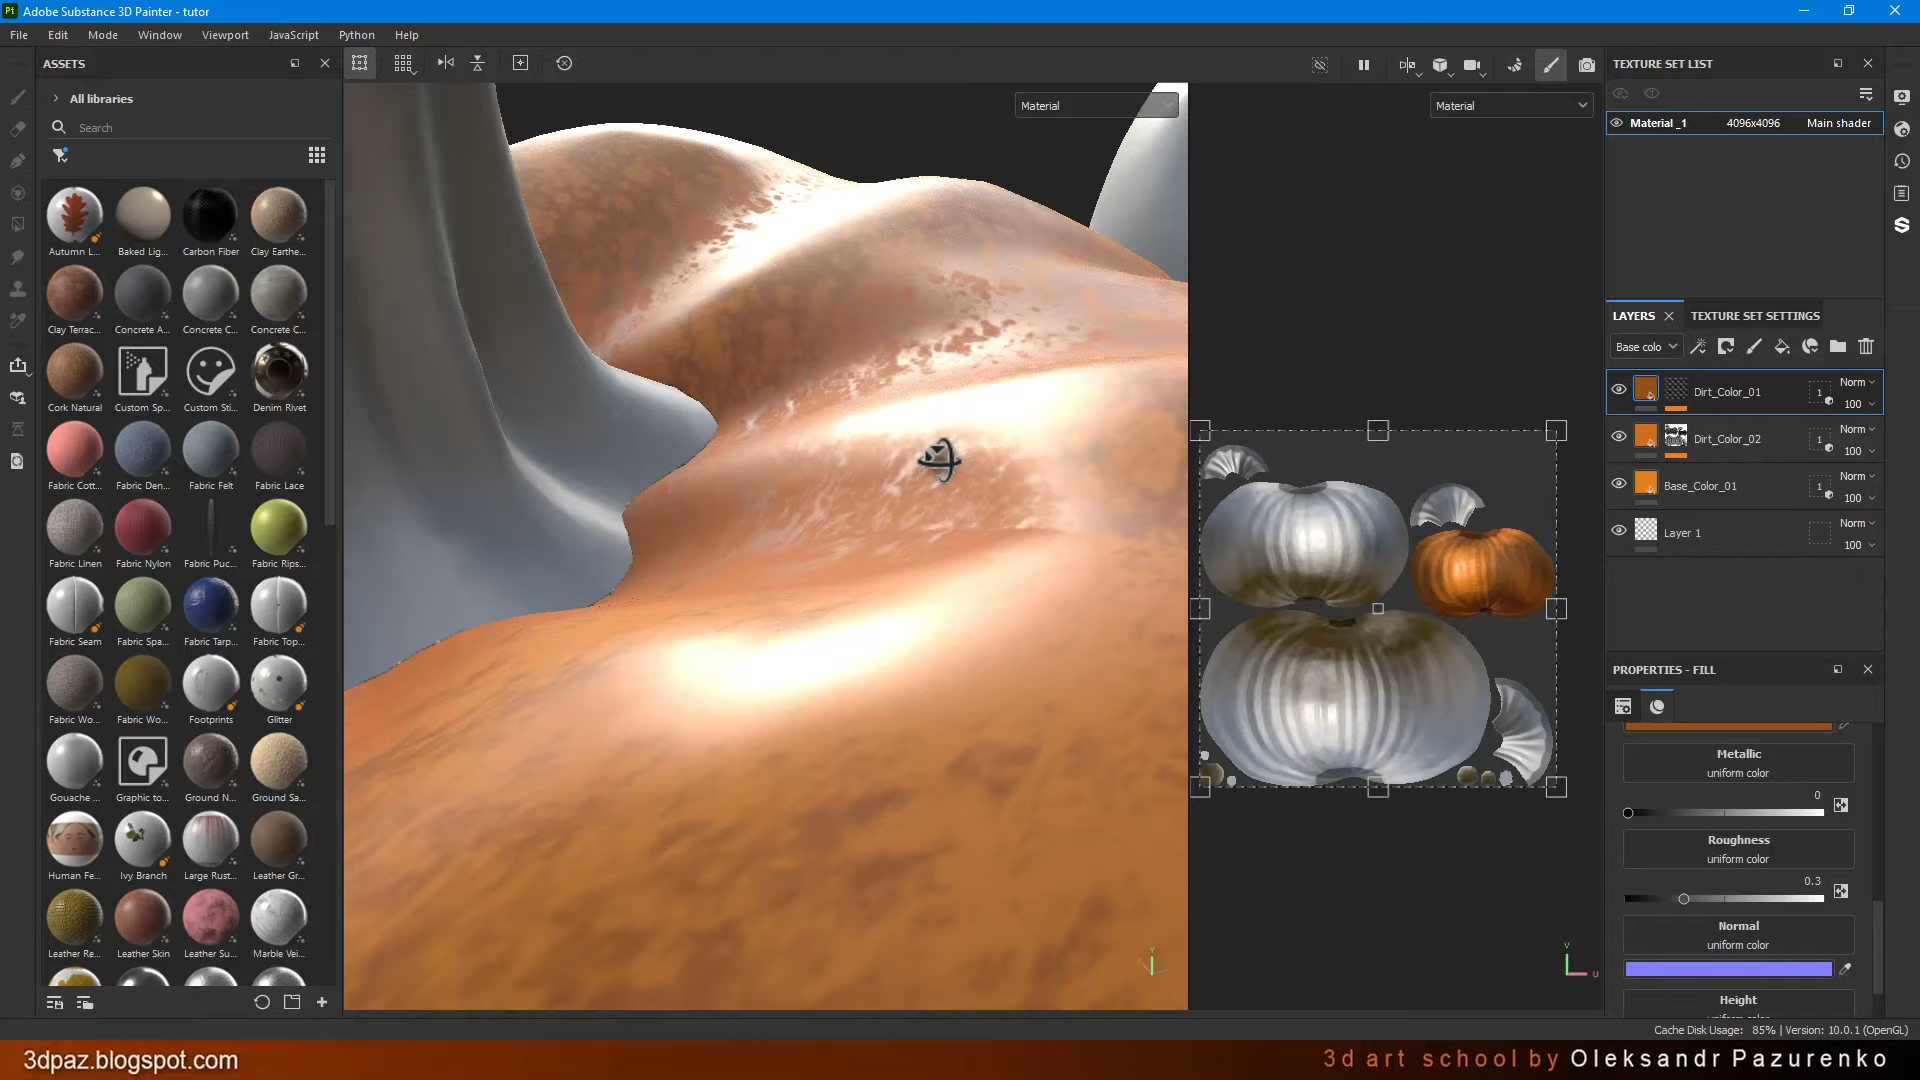 Pt Adobe Substance 3D Painter - tutor
File Edit Mode Window Viewport JavaScript Python Help
ASSETS
All libraries
Search
Autumn L... Baked Lig... Carbon Fiber Clay Earthe...
Clay Terrac... Concrete A... Concrete C... Concrete C...
Cork Natural Custom Sp... Custom Sti... Denim Rivet
Fabric Cott... Fabric Den... Fabric Felt Fabric Lace
Fabric Linen Fabric Nylon Fabric Puc... Fabric Rips...
Fabric Seam Fabric Spa... Fabric Tarp... Fabric Top...
Fabric Wo... Fabric Wo... Footprints Glitter
Gouache ... Graphic to... Ground N... Ground Sa...
Human Fe... Ivy Branch Large Rust... Leather Gr...
Leather Re... Leather Skin Leather Su... Marble Vei...
Material
Y
Material
V
U
TEXTURE SET LIST
Material _1 4096x4096 Main shader
LAYERS TEXTURE SET SETTINGS
Base colo
Dirt_Color_01 1 Norm 100
Dirt_Color_02 1 Norm 100
Base_Color_01 1 Norm 100
Layer 1 Norm 100
PROPERTIES - FILL
Metallic
uniform color
0
Roughness
uniform color
0.3
Normal
uniform color
Height
Cache Disk Usage: 85% | Version: 10.0.1 (OpenGL)
3dpaz.blogspot.com
3d art school by Oleksandr Pazurenko